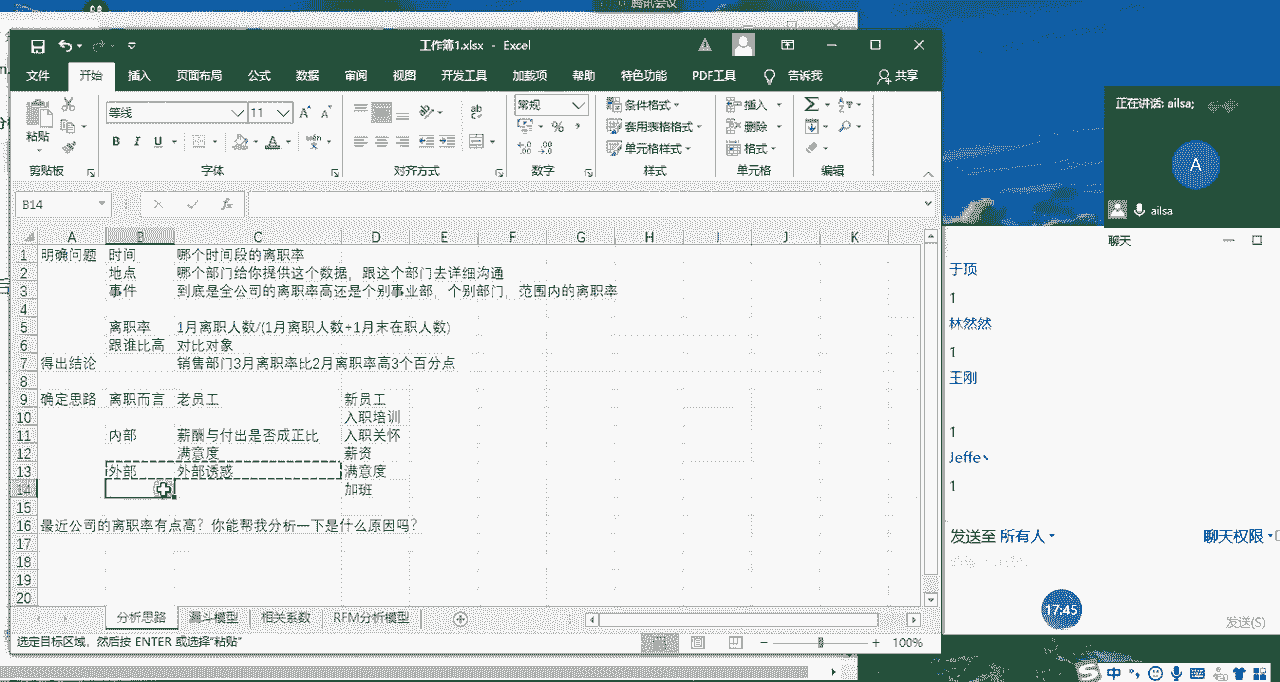 腾讯会议
工作簿1.xlsx - Excel
文件 开始 插入 页面布局 公式 数据 审阅 视图 开发工具 加载项 帮助 特色功能 PDF工具 告诉我 共享
等线 11 常规 条件格式 插入
粘贴 B I U 套用表格格式 删除
单元格样式 格式
剪贴板 字体 对齐方式 数字 样式 单元格 编辑
B14
A B C D E F G H I J K
1 明确问题 时间 哪个时间段的离职率
2 地点 哪个部门给你提供这个数据，跟这个部门去详细沟通
3 事件 到底是全公司的离职率高还是个别事业部、个别部门，范围内的离职率
4
5 离职率 1月离职人数/(1月离职人数+1月末在职人数)
6 跟谁比高 对比对象
7 得出结论 销售部门3月离职率比2月离职率高3个百分点
8
9 确定思路 离职而言 老员工 新员工
10 入职培训
11 内部 薪酬与付出是否成正比 入职关怀
12 满意度 薪资
13 外部 外部诱惑 满意度
14 加班
15
16 最近公司的离职率有点高？你能帮我分析一下是什么原因吗？
17
18
19
20
分析思路 漏斗模型 相关系数 RFM分析模型
选定目标区域，然后按 ENTER 或选择"粘贴" 100%
正在讲话: ailsa;
A
ailsa
聊天
于顶
1
林然然
1
王刚
1
Jeffe、
1
发送至 所有人 聊天权限
17:45
发送(S)
中